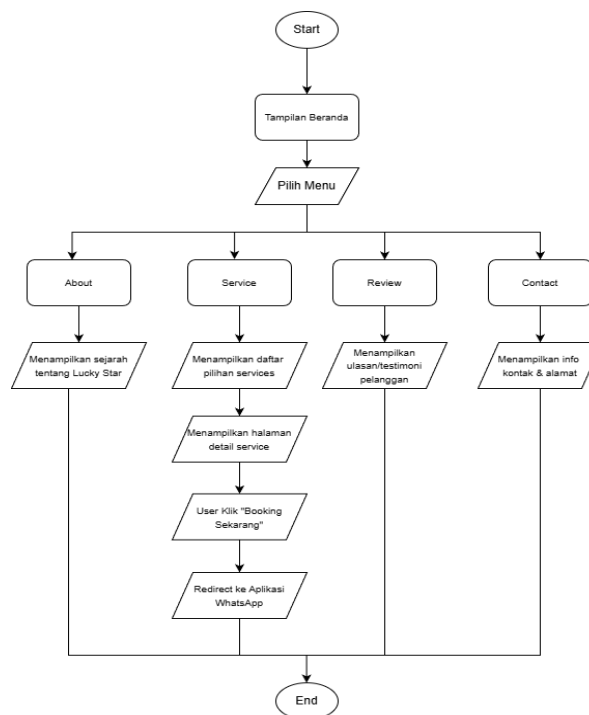 Start
Tampilan Beranda
Pilih Menu
About
Service
Review
Contact
Menampilkan sejarah
tentang Lucky Star
Menampilkan daftar
pilihan services
Menampilkan
ulasan/testimoni
pelanggan
Menampilkan info
kontak & alamat
Menampilkan halaman
detail service
User Klik "Booking
Sekarang"
Redirect ke Aplikasi
WhatsApp
End